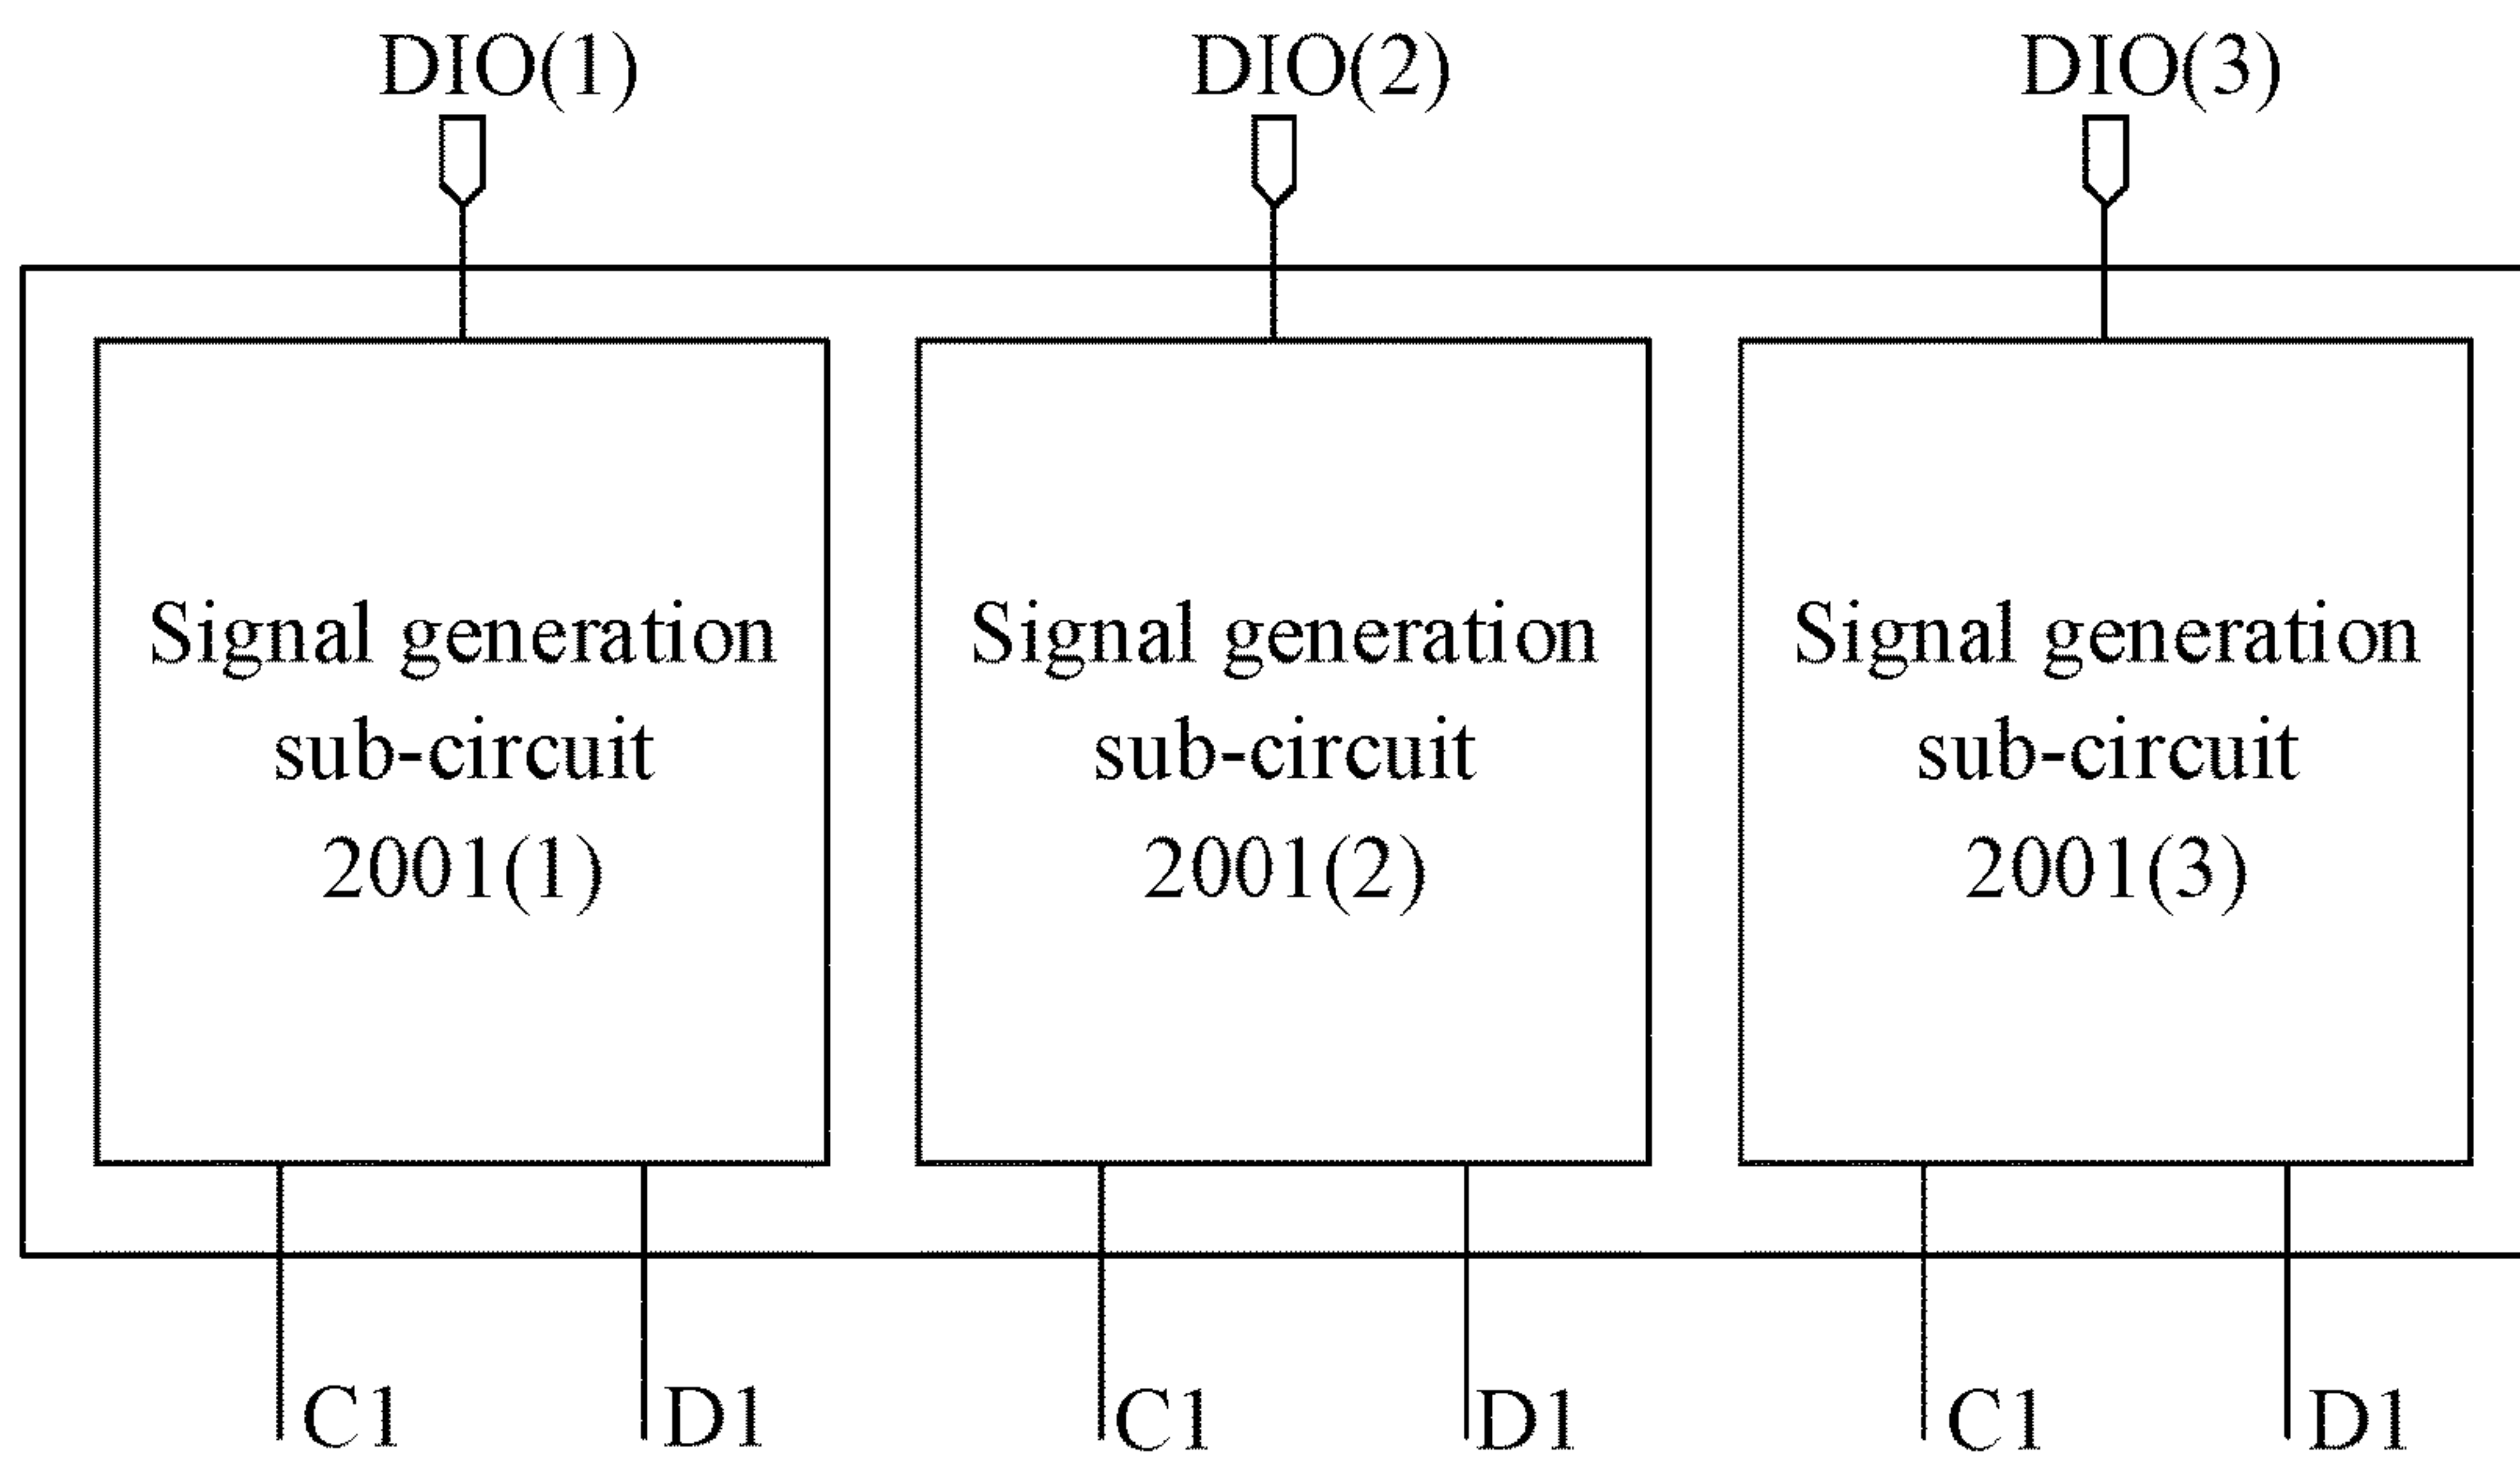 DIO(1)
DIO(2)
DIO(3)
Signal generation
sub-circuit
2001(1)
Signal generation
sub-circuit
2001(2)
Signal generation
sub-circuit
2001(3)
C1
D1
C1
D1
C1
D1